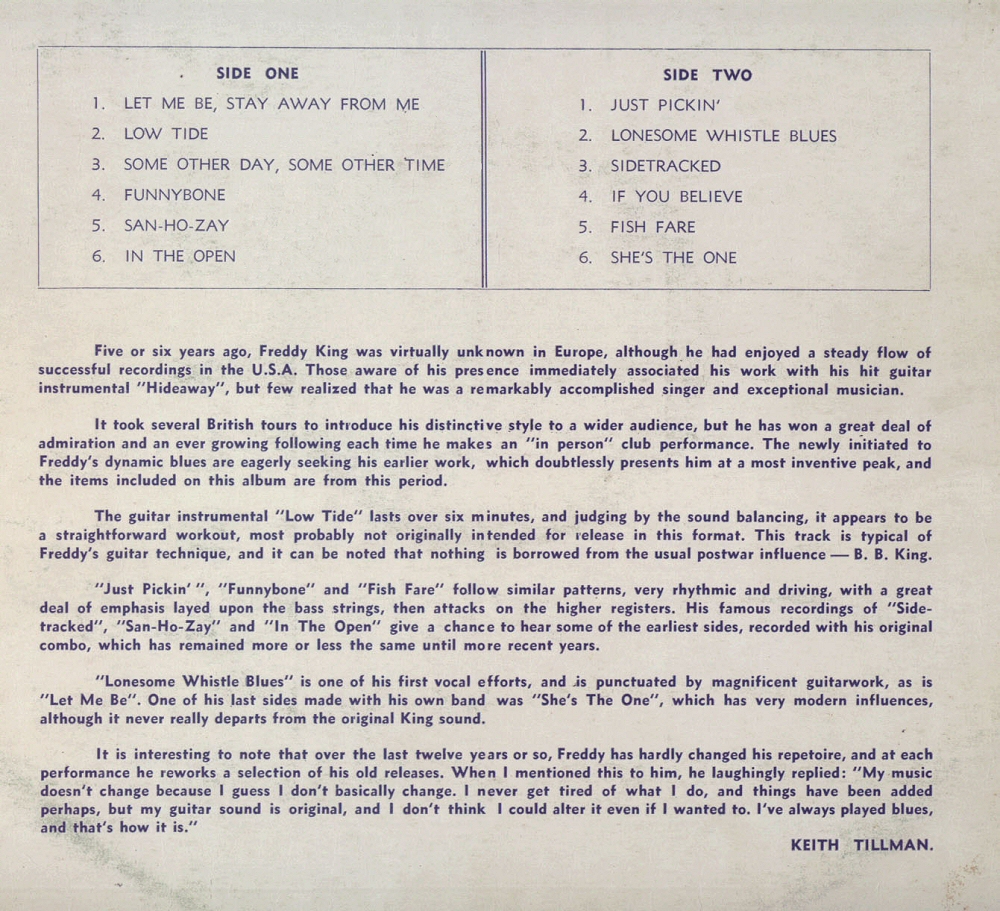 SIDE ONE
1. LET ME BE, STAY AWAY FROM ME
2. LOW TIDE
3. SOME OTHER DAY, SOME OTHER TIME
4. FUNNYBONE
5. SAN-HO-ZAY
6. IN THE OPEN
SIDE TWO
1. JUST PICKIN'
2. LONESOME WHISTLE BLUES
3. SIDETRACKED
4. IF YOU BELIEVE
5. FISH FARE
6. SHE'S THE ONE
Five or six years ago, Freddy King was virtually unknown in Europe, although he had enjoyed a steady flow of
successful recordings in the U.S.A. Those aware of his presence immediately associated his work with his hit guitar
instrumental "Hideaway", but few realized that he was a remarkably accomplished singer and exceptional musician.
It took several British tours to introduce his distinctive style to a wider audience, but he has won a great deal of
admiration and an ever growing following each time he makes an "in person" club performance. The newly initiated to
Freddy's dynamic blues are eagerly seeking his earlier work, which doubtlessly presents him at a most inventive peak, and
the items included on this album are from this period.
The guitar instrumental "Low Tide" lasts over six minutes, and judging by the sound balancing, it appears to be
a straightforward workout, most probably not originally intended for release in this format. This track is typical of
Freddy's guitar technique, and it can be noted that nothing is borrowed from the usual postwar influence — B. B. King.
"Just Pickin' ", "Funnybone" and "Fish Fare" follow similar patterns, very rhythmic and driving, with a great
deal of emphasis layed upon the bass strings, then attacks on the higher registers. His famous recordings of "Side-
tracked", "San-Ho-Zay" and "In The Open" give a chance to hear some of the earliest sides, recorded with his original
combo, which has remained more or less the same until more recent years.
"Lonesome Whistle Blues" is one of his first vocal efforts, and is punctuated by magnificent guitarwork, as is
"Let Me Be". One of his last sides made with his own band was "She's The One", which has very modern influences,
although it never really departs from the original King sound.
It is interesting to note that over the last twelve years or so, Freddy has hardly changed his repetoire, and at each
performance he reworks a selection of his old releases. When I mentioned this to him, he laughingly replied: "My music
doesn't change because I guess I don't basically change. I never get tired of what I do, and things have been added
perhaps, but my guitar sound is original, and I don't think I could alter it even if I wanted to. I've always played blues,
and that's how it is."
KEITH TILLMAN.